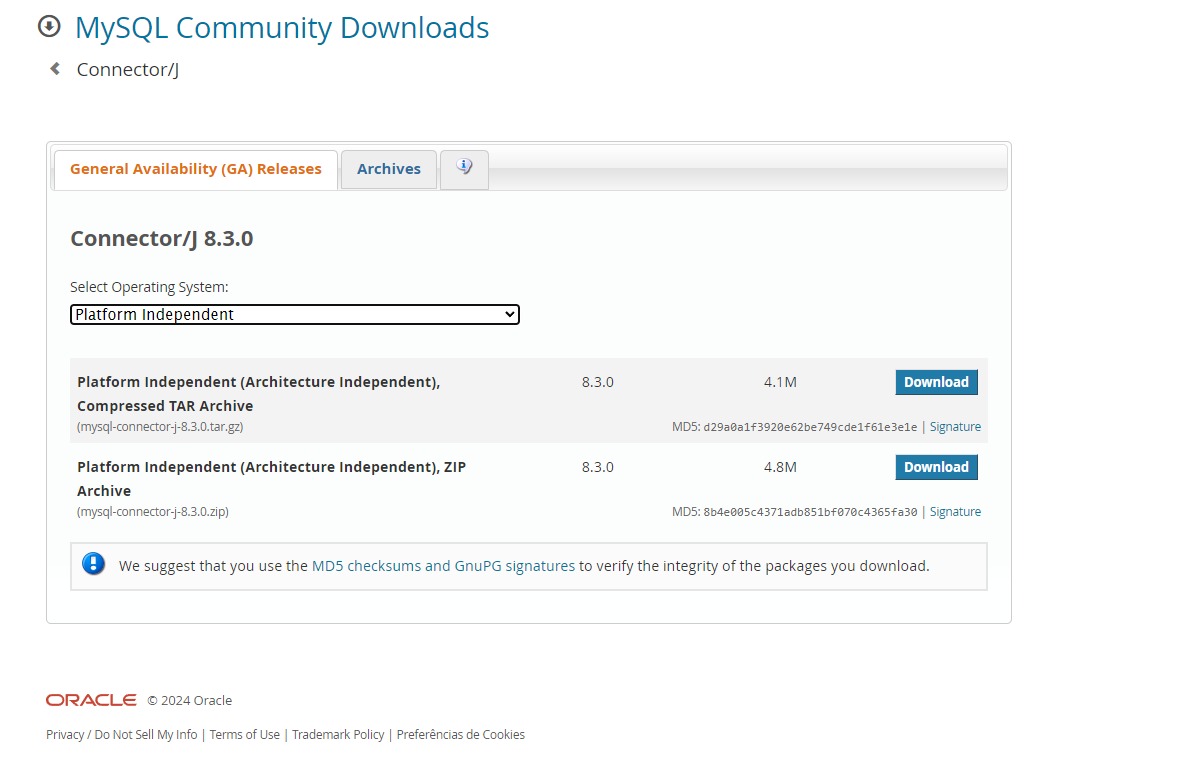 MySQL Community Downloads
Connector/J
General Availability (GA) Releases
Archives
Connector/J 8.3.0
Select Operating System:
Platform Independent
Platform Independent (Architecture Independent), 8.3.0 4.1M Download
Compressed TAR Archive
(mysql-connector-j-8.3.0.tar.gz) MD5: d29a0a1f3920e62be749cde1f61e3e1e | Signature
Platform Independent (Architecture Independent), ZIP 8.3.0 4.8M Download
Archive
(mysql-connector-j-8.3.0.zip) MD5: 8b4e005c4371adb851bf070c4365fa30 | Signature
We suggest that you use the MD5 checksums and GnuPG signatures to verify the integrity of the packages you download.
ORACLE © 2024 Oracle
Privacy / Do Not Sell My Info | Terms of Use | Trademark Policy | Preferências de Cookies